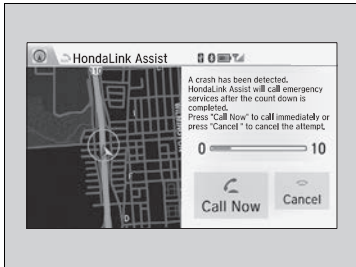 HondaLink Assist
A crash has been detected.
HondaLink Assist will call emergency
services after the count down is
completed.
Press "Call Now" to call immediately or
press "Cancel" to cancel the attempt.
0 10
Call Now
Cancel
D